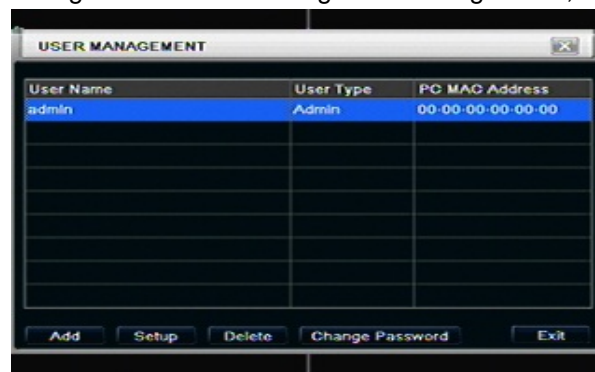 USER MANAGEMENT
User Name User Type PC MAC Address
admin Admin 00-00-00-00-00-00
Add Setup Delete Change Password Exit